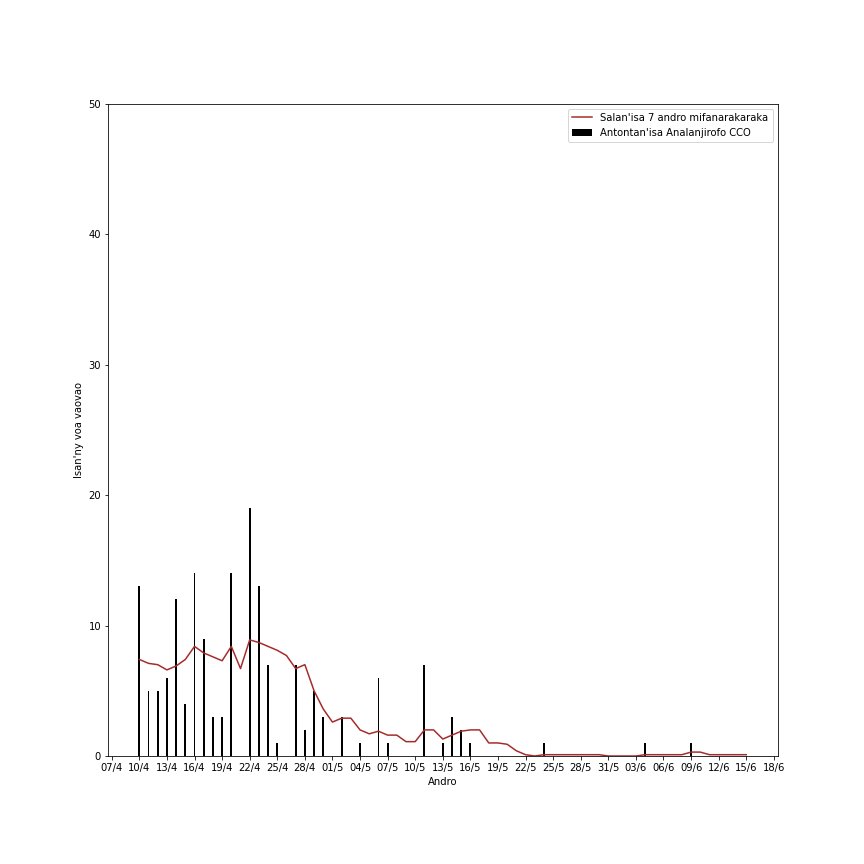 50
Salan'isa 7 andro mifanarakaraka
Antontan'isa Analanjirofo CCO
40
30
Isan'ny voa vaovao
20
10
0
07/4 10/4 13/4 16/4 19/4 22/4 25/4 28/4 01/5 04/5 07/5 10/5 13/5 16/5 19/5 22/5 25/5 28/5 31/5 03/6 06/6 09/6 12/6 15/6 18/6
Andro